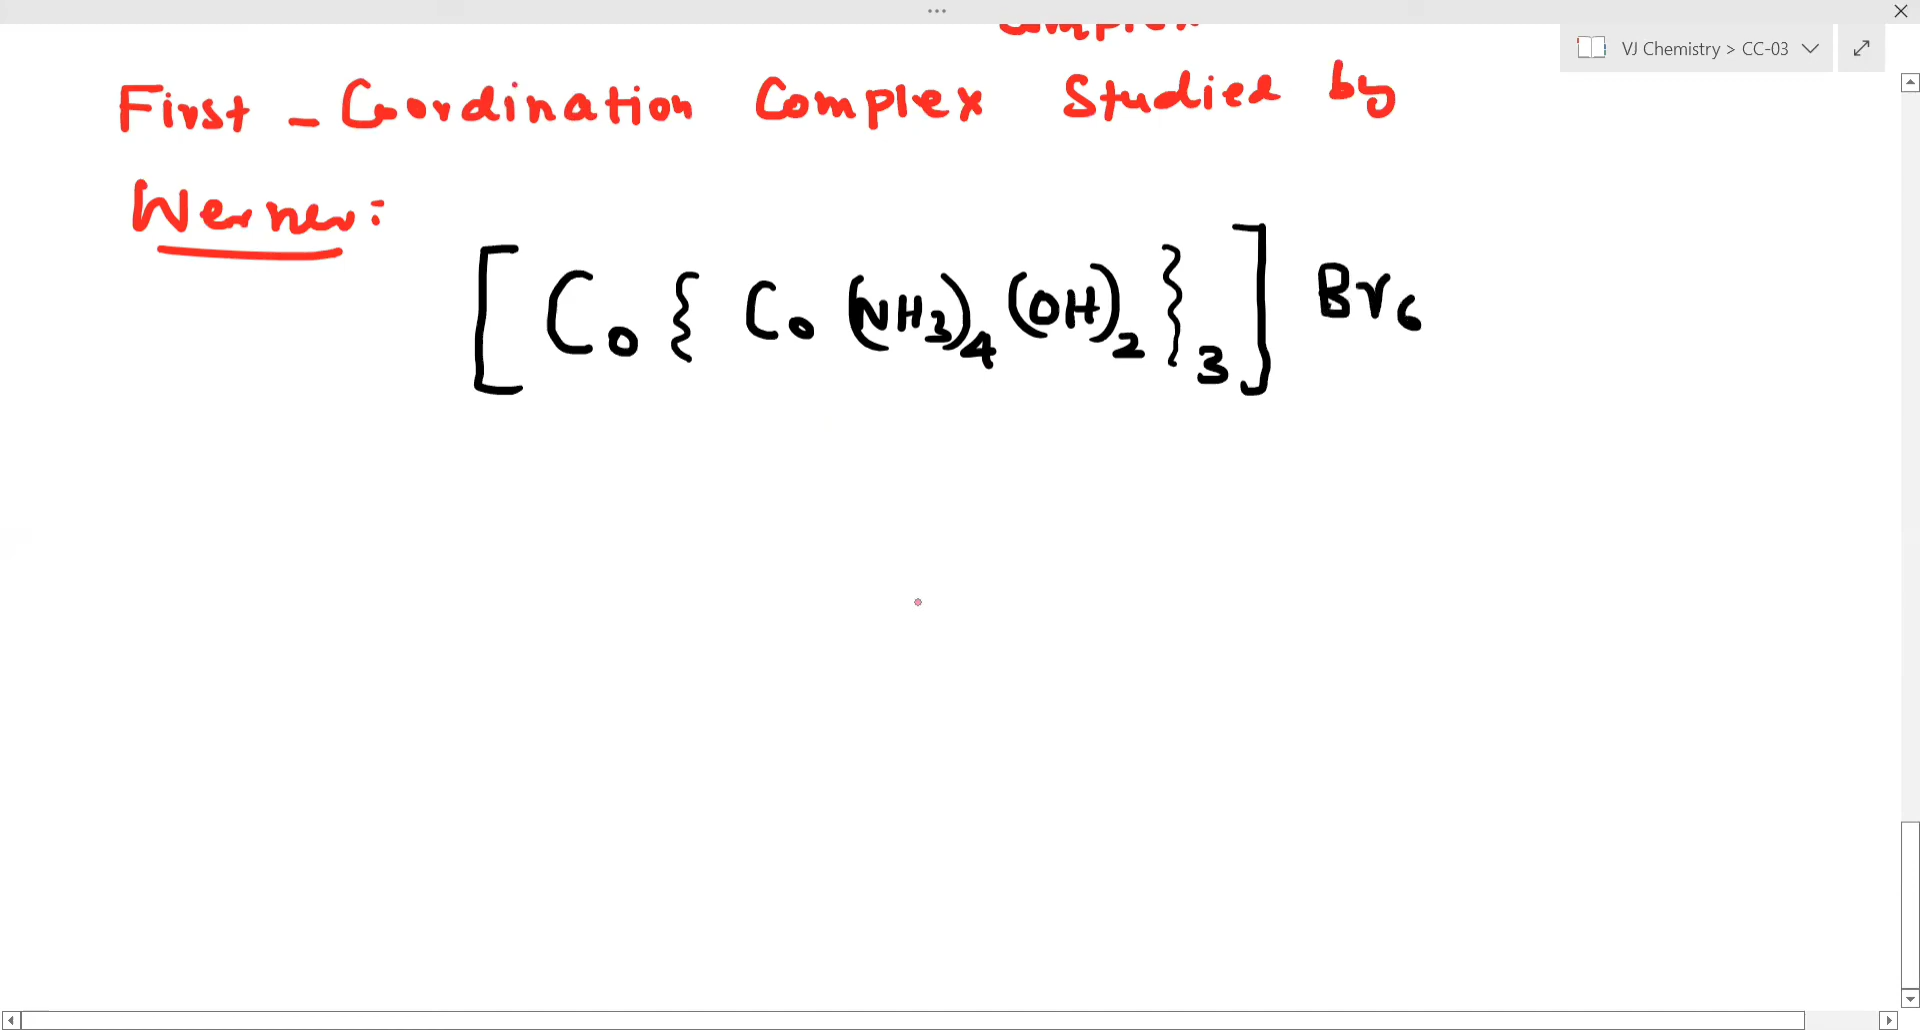 ...
VJ Chemistry > CC-03
First - Coordination Complex Studied by
Werner:
[Co{Co(NH3)4(OH)2}3]Br6